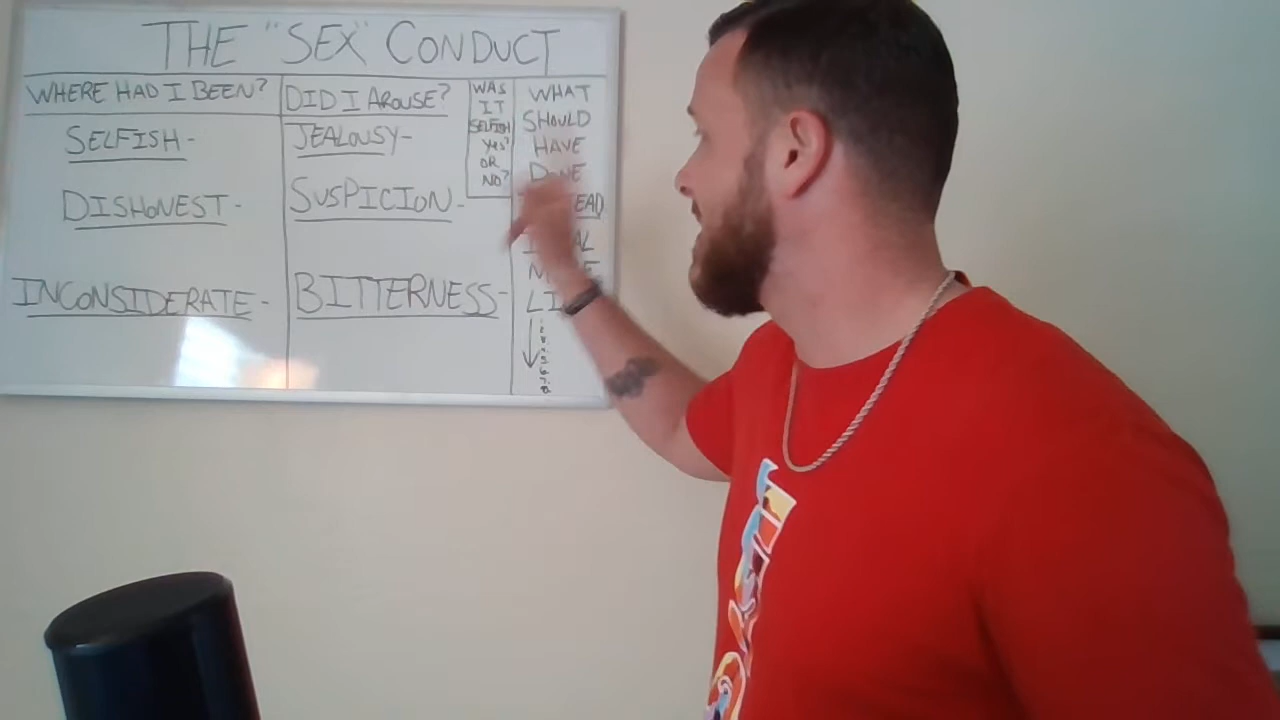 THE "SEX" CONDUCT
WHERE HAD I BEEN?
SELFISH -
DISHONEST -
INCONSIDERATE -
DID I AROUSE?
JEALOUSY-
SUSPICION -
BITTERNESS -
WAS
IT
SELFISH
Yes?
OR
NO?
WHAT
SHOULD
HAVE
DONE